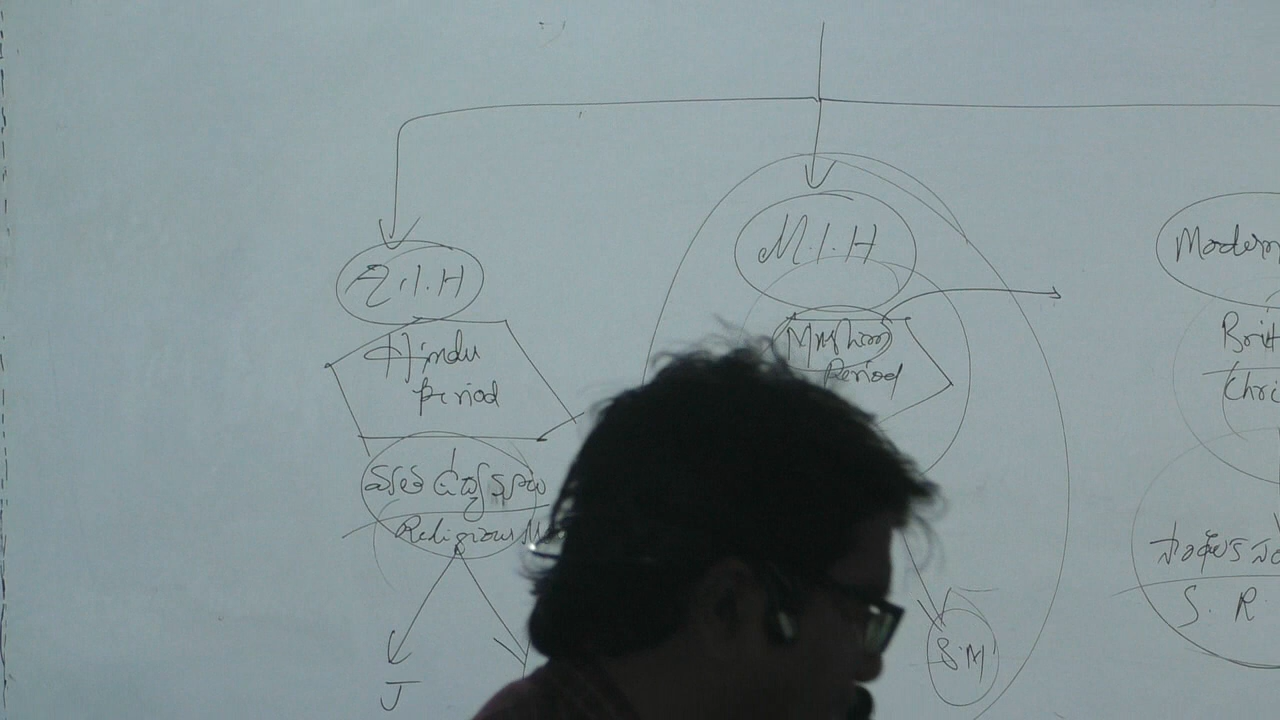 A.I.H
Hindu
Period
మత ఉద్యమాలు
Religious M
J
M.I.H
Muslim
Period
S.M
Modern
Brit
Chri
S. R.